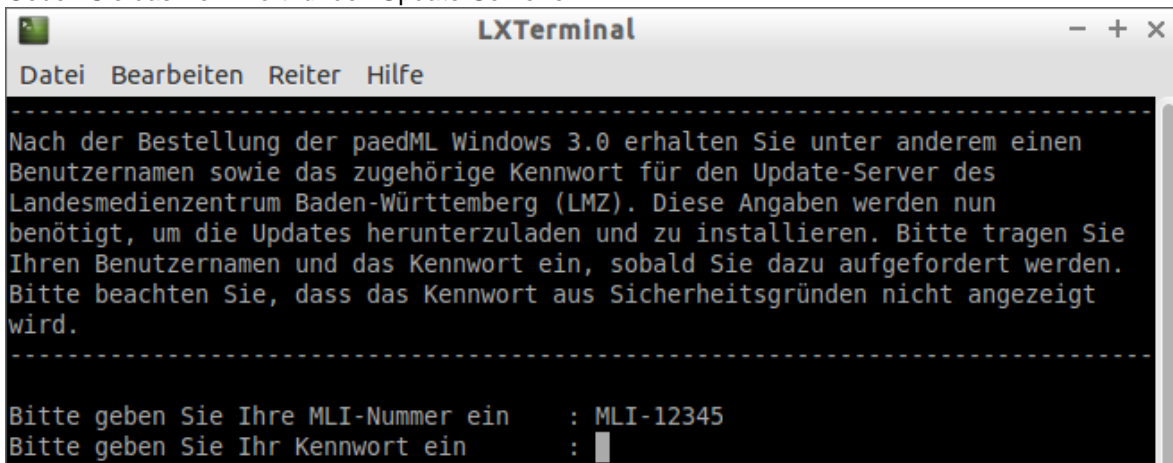 LXTerminal
Datei Bearbeiten Reiter Hilfe
--------------------------------------------------------------------------------
Nach der Bestellung der paedML Windows 3.0 erhalten Sie unter anderem einen
Benutzernamen sowie das zugehörige Kennwort für den Update-Server des
Landesmedienzentrum Baden-Württemberg (LMZ). Diese Angaben werden nun
benötigt, um die Updates herunterzuladen und zu installieren. Bitte tragen Sie
Ihren Benutzernamen und das Kennwort ein, sobald Sie dazu aufgefordert werden.
Bitte beachten Sie, dass das Kennwort aus Sicherheitsgründen nicht angezeigt
wird.
--------------------------------------------------------------------------------
Bitte geben Sie Ihre MLI-Nummer ein : MLI-12345
Bitte geben Sie Ihr Kennwort ein :